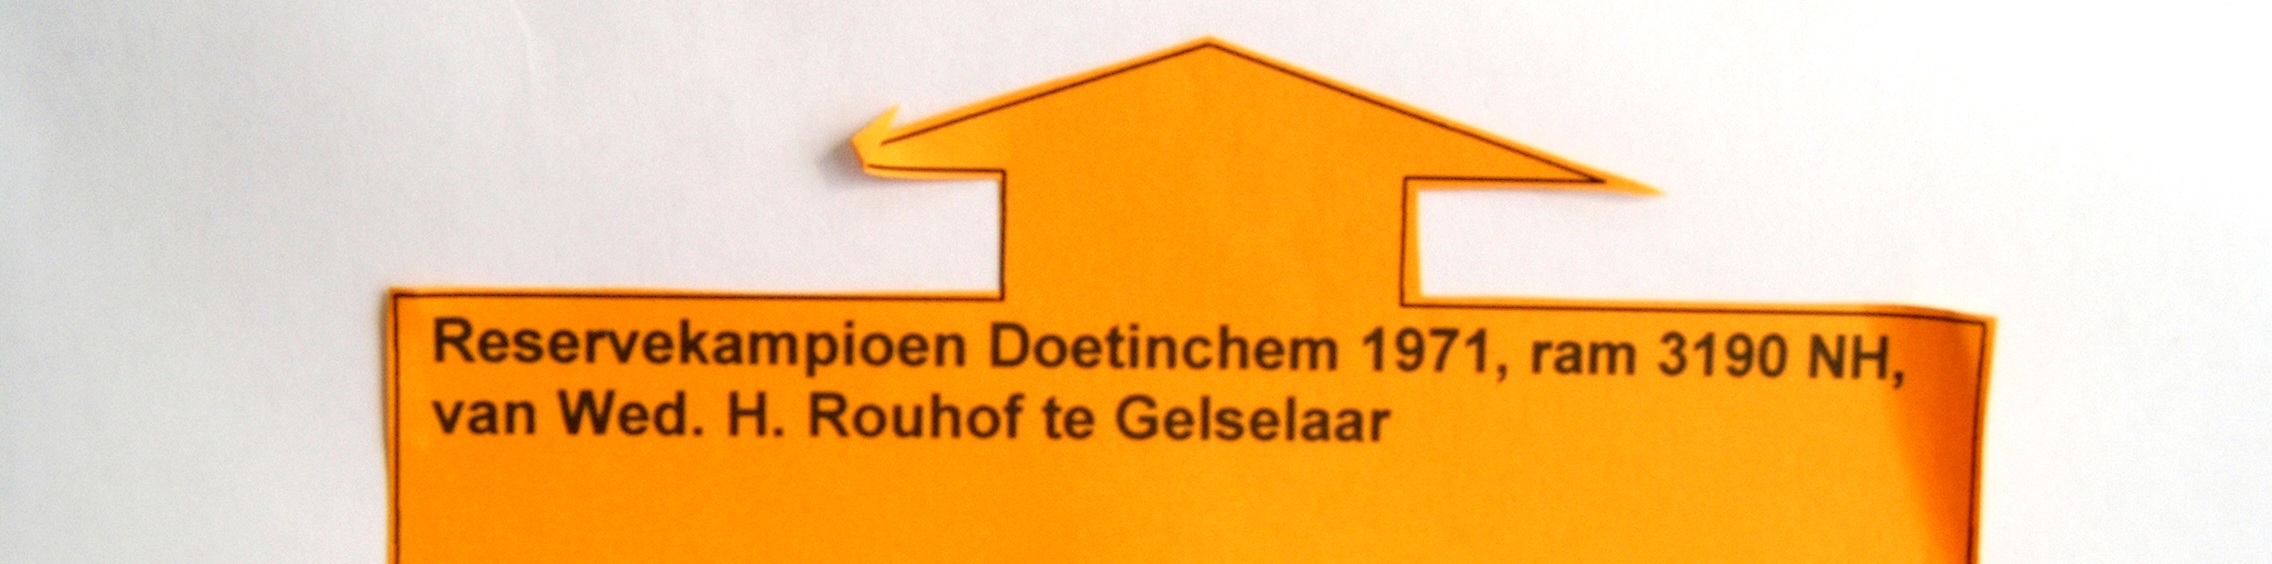 Reservekampioen Doetinchem 1971, ram 3190 NH,
van Wed. H. Rouhof te Gelselaar